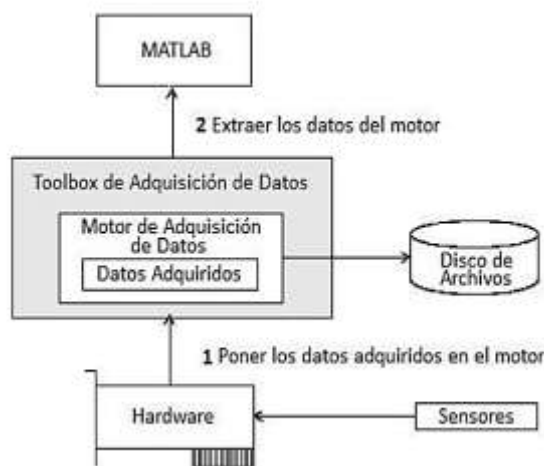 MATLAB
2 Extraer los datos del motor
Toolbox de Adquisición de Datos
Motor de Adquisición
de Datos
Datos Adquiridos
Disco de
Archivos
1 Poner los datos adquiridos en el motor
Hardware
Sensores